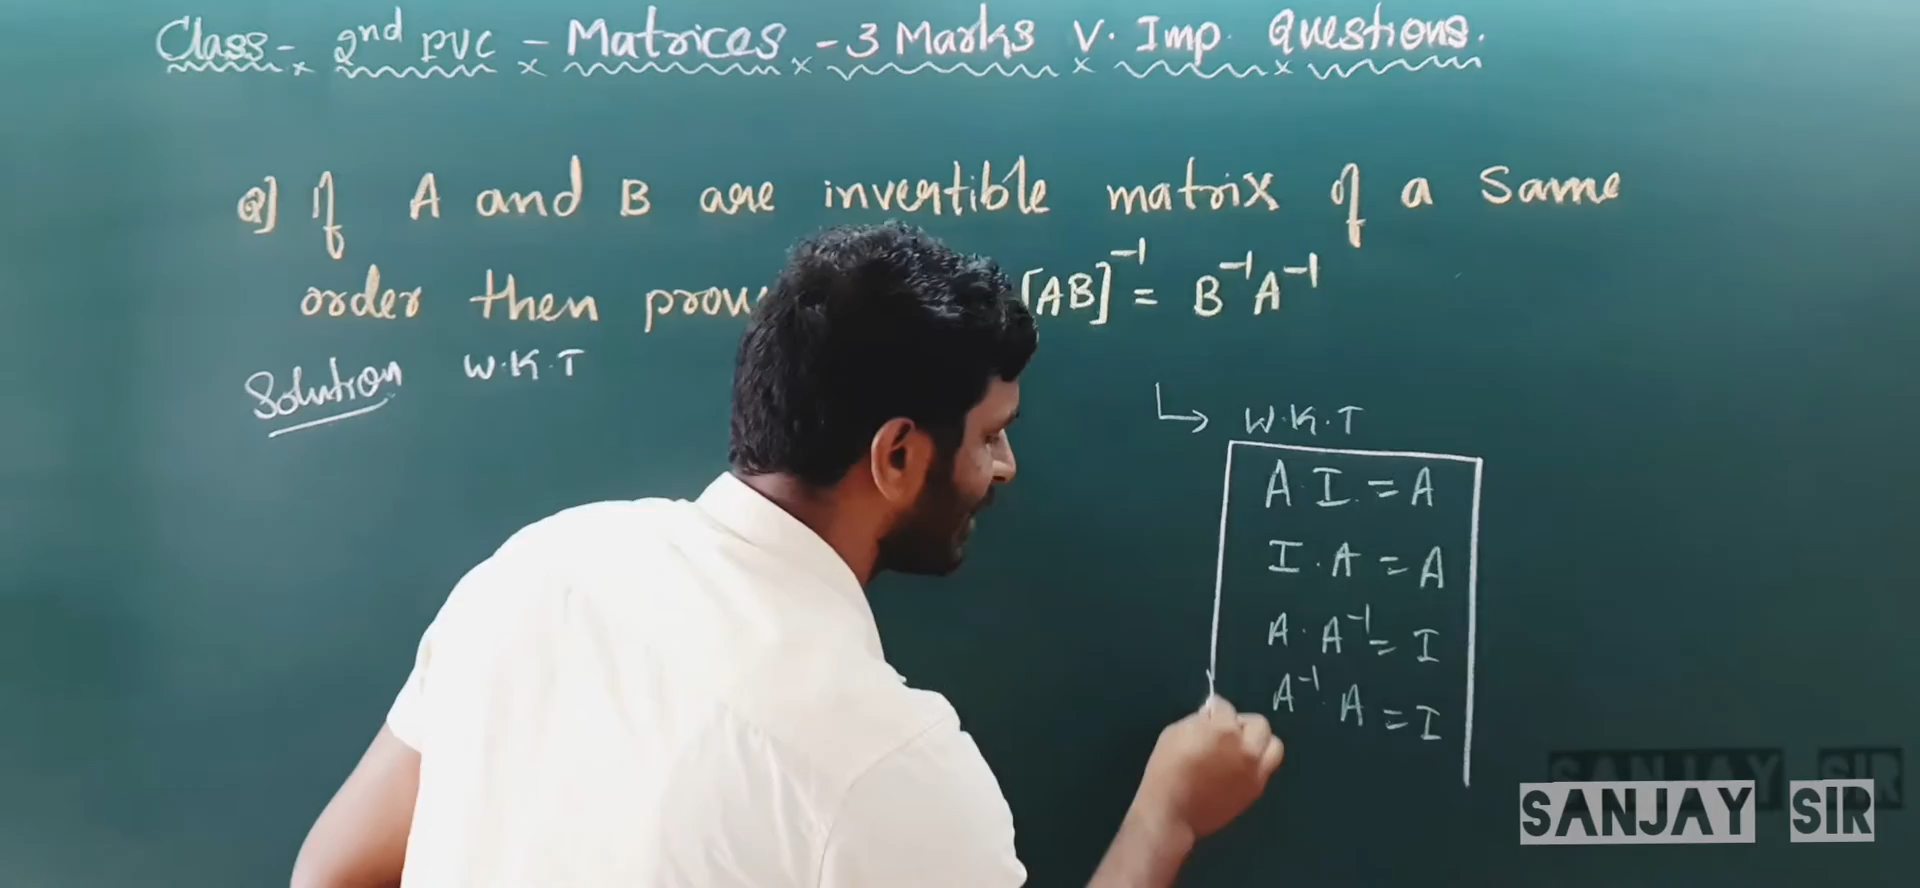 Class - 2nd PUC - Matrices - 3 Marks V. Imp. Questions.
Q] If A and B are invertible matrix of a same
order then [AB]⁻¹ = B⁻¹A⁻¹
Solution W.K.T
↳ W.K.T
A·I = A
I·A = A
A·A⁻¹ = I
A⁻¹·A = I
SANJAY SIR